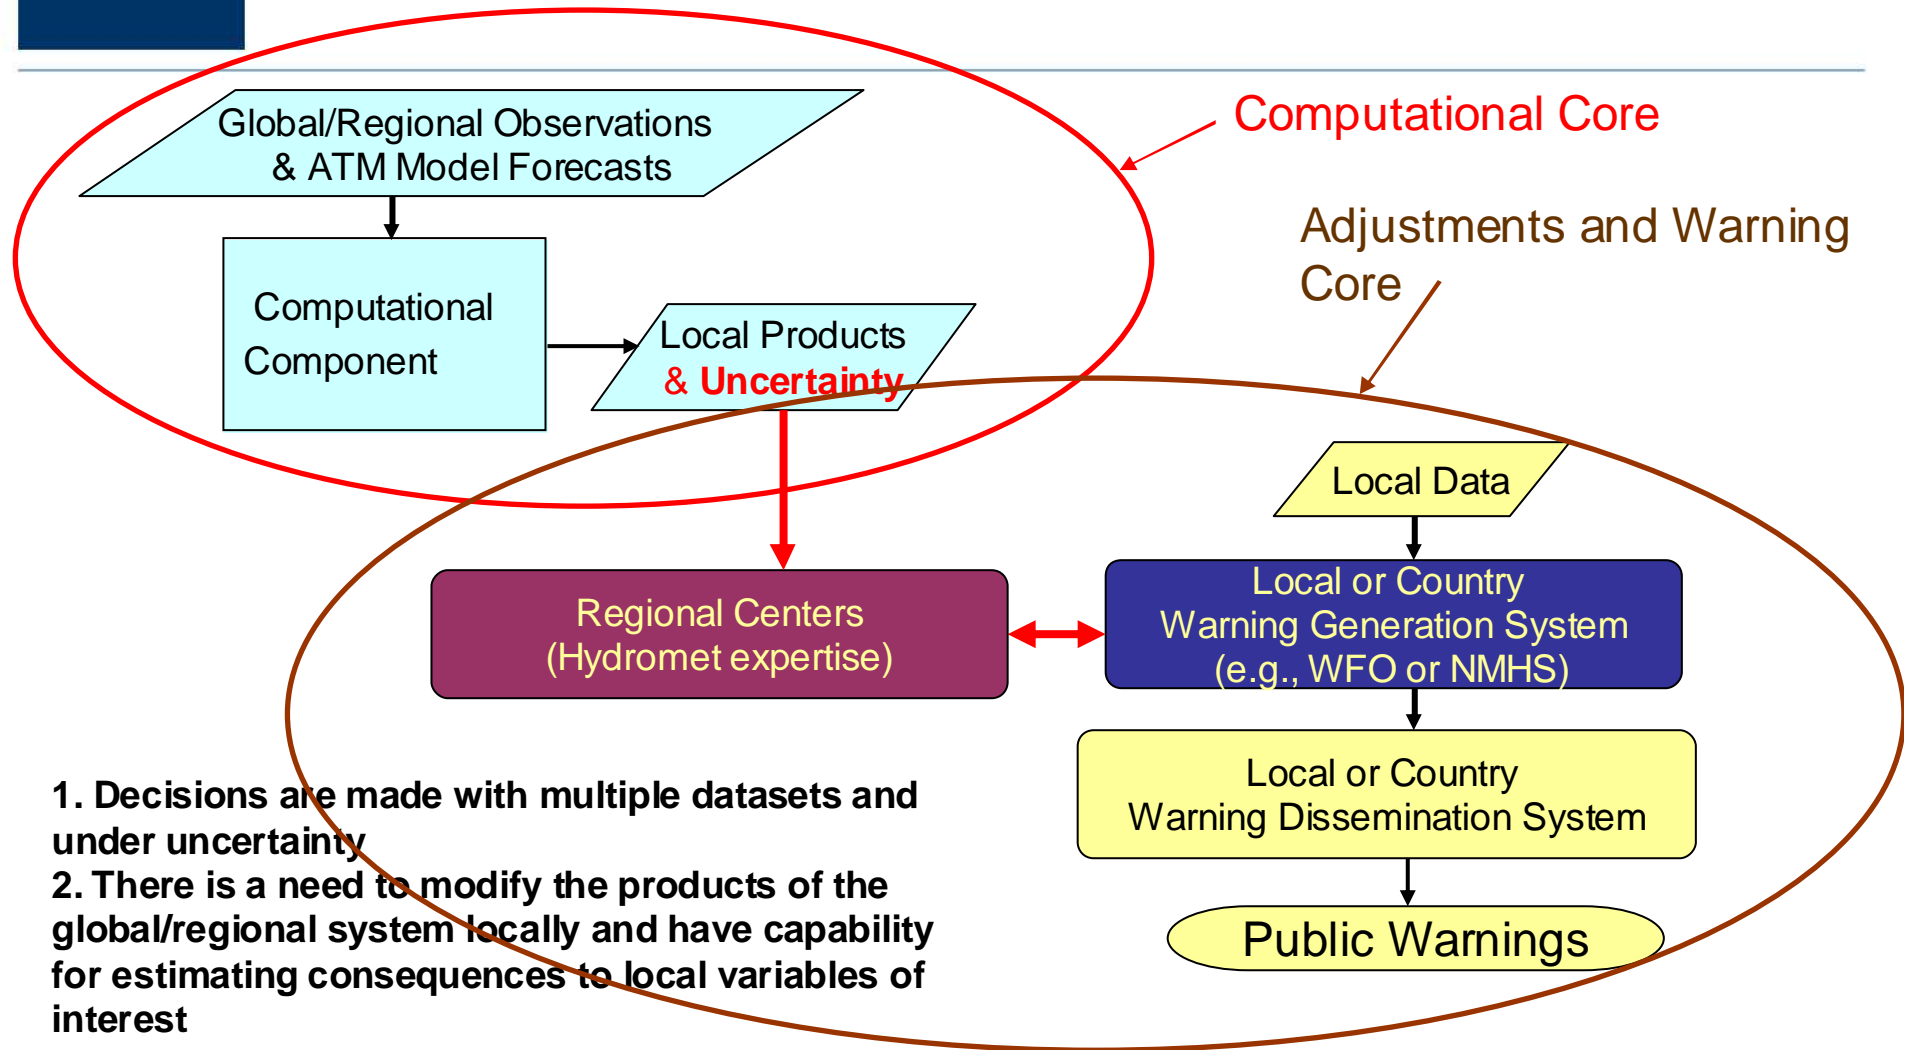 Global/Regional Observations
& ATM Model Forecasts
Computational Core
Adjustments and Warning
Core
Computational
Component
Local Products
& Uncertainty
Local Data
Local or Country
Warning Generation System
(e.g., WFO or NMHS)
Regional Centers
(Hydromet expertise)
Local or Country
Warning Dissemination System
Public Warnings
1. Decisions are made with multiple datasets and
under uncertainty
2. There is a need to modify the products of the
global/regional system locally and have capability
for estimating consequences to local variables of
interest